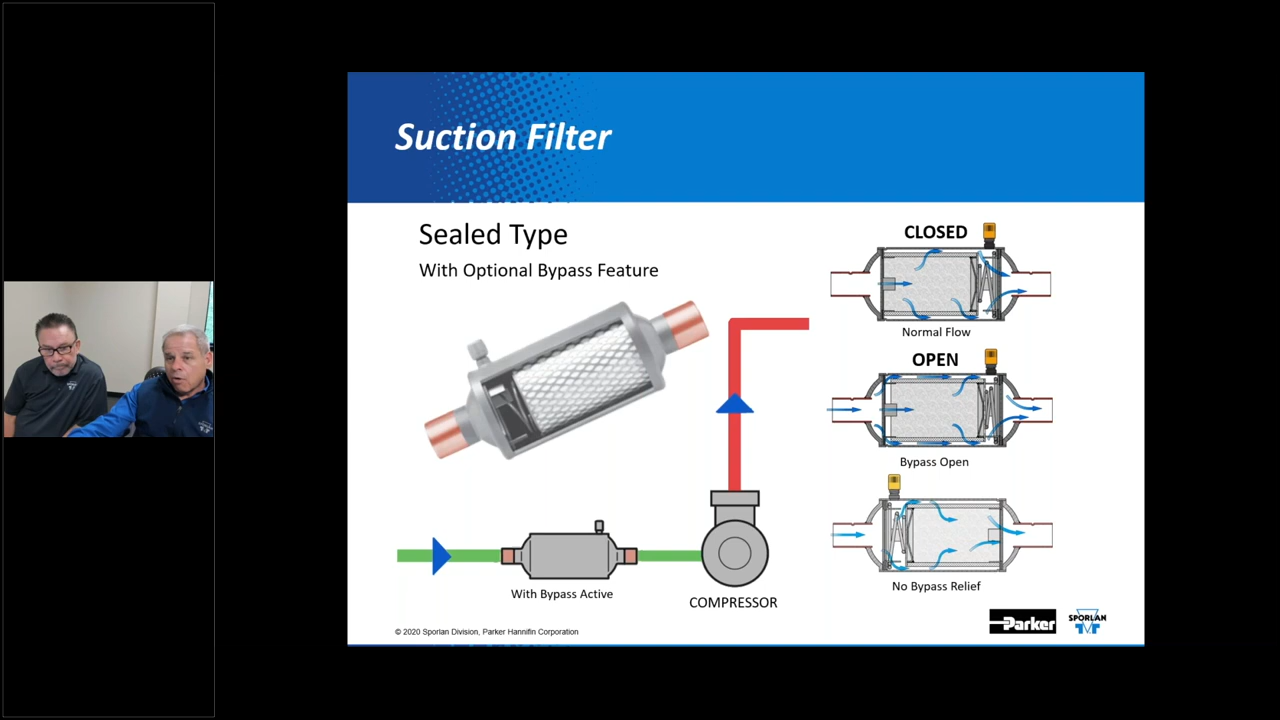 Suction Filter
Sealed Type
With Optional Bypass Feature
CLOSED
Normal Flow
OPEN
Bypass Open
No Bypass Relief
With Bypass Active
COMPRESSOR
© 2020 Sporlan Division, Parker Hannifin Corporation
Parker
SPORLAN